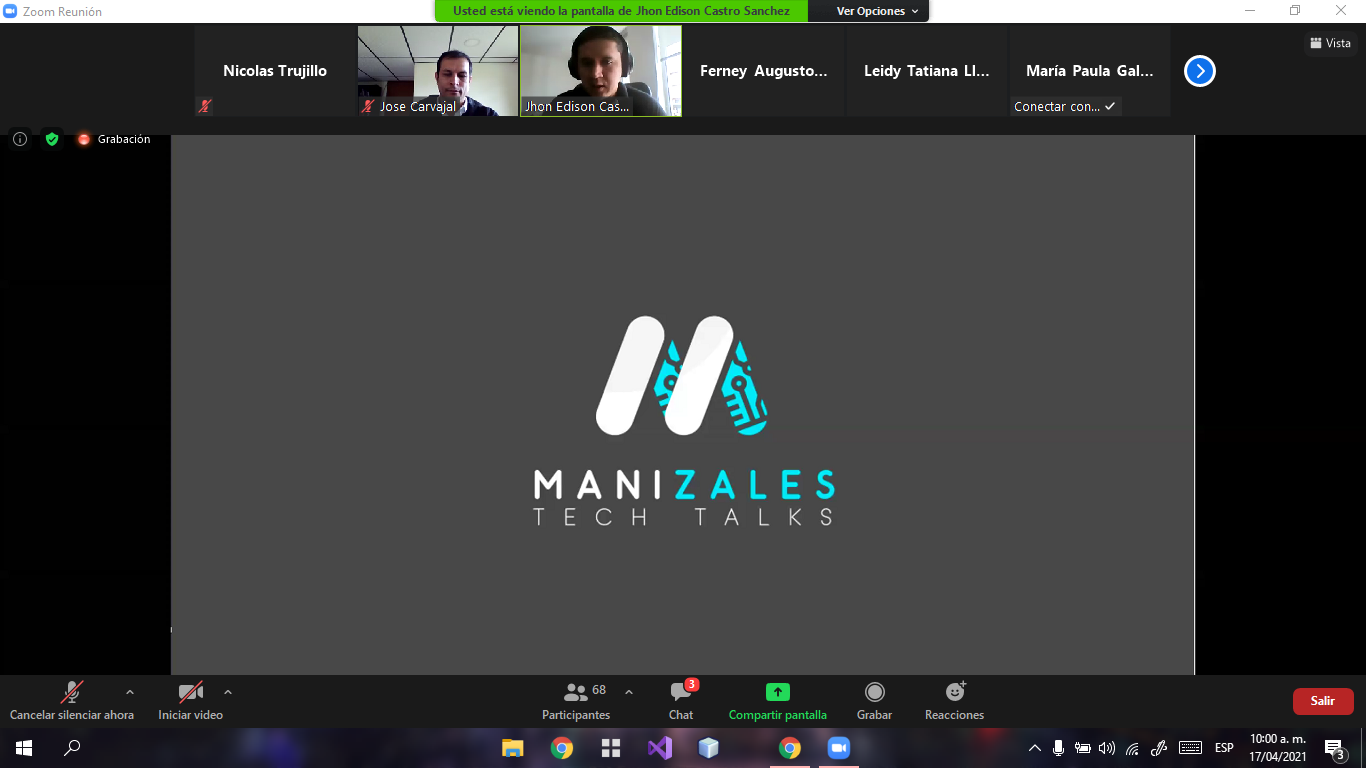 Zoom Reunión
Usted está viendo la pantalla de Jhon Edison Castro Sanchez
Ver Opciones
Nicolas Trujillo
Jose Carvajal
Jhon Edison Cas...
Ferney Augusto...
Leidy Tatiana Ll...
María Paula Gal...
Conectar con...
Vista
Grabación
MANIZALES
TECH TALKS
Cancelar silenciar ahora
Iniciar video
68
Participantes
3
Chat
Compartir pantalla
Grabar
Reacciones
Salir
ESP
10:00 a. m.
17/04/2021
3